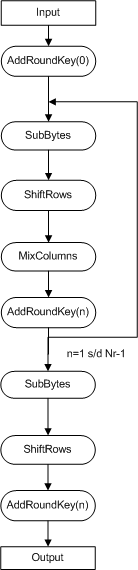 Input
AddRoundKey(0)
SubBytes
ShiftRows
MixColumns
AddRoundKey(n)
n=1 s/d Nr-1
SubBytes
ShiftRows
AddRoundKey(n)
Output